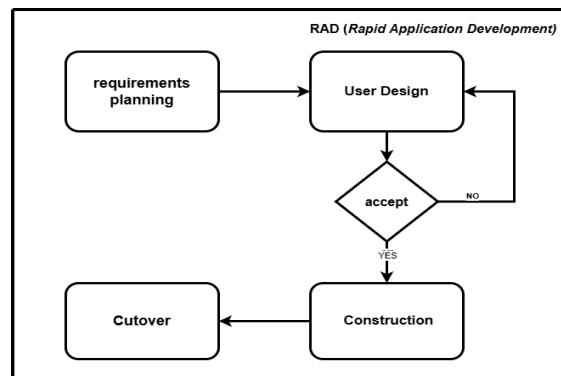 RAD (Rapid Application Development)
requirements
planning
User Design
accept
NO
YES
Cutover
Construction